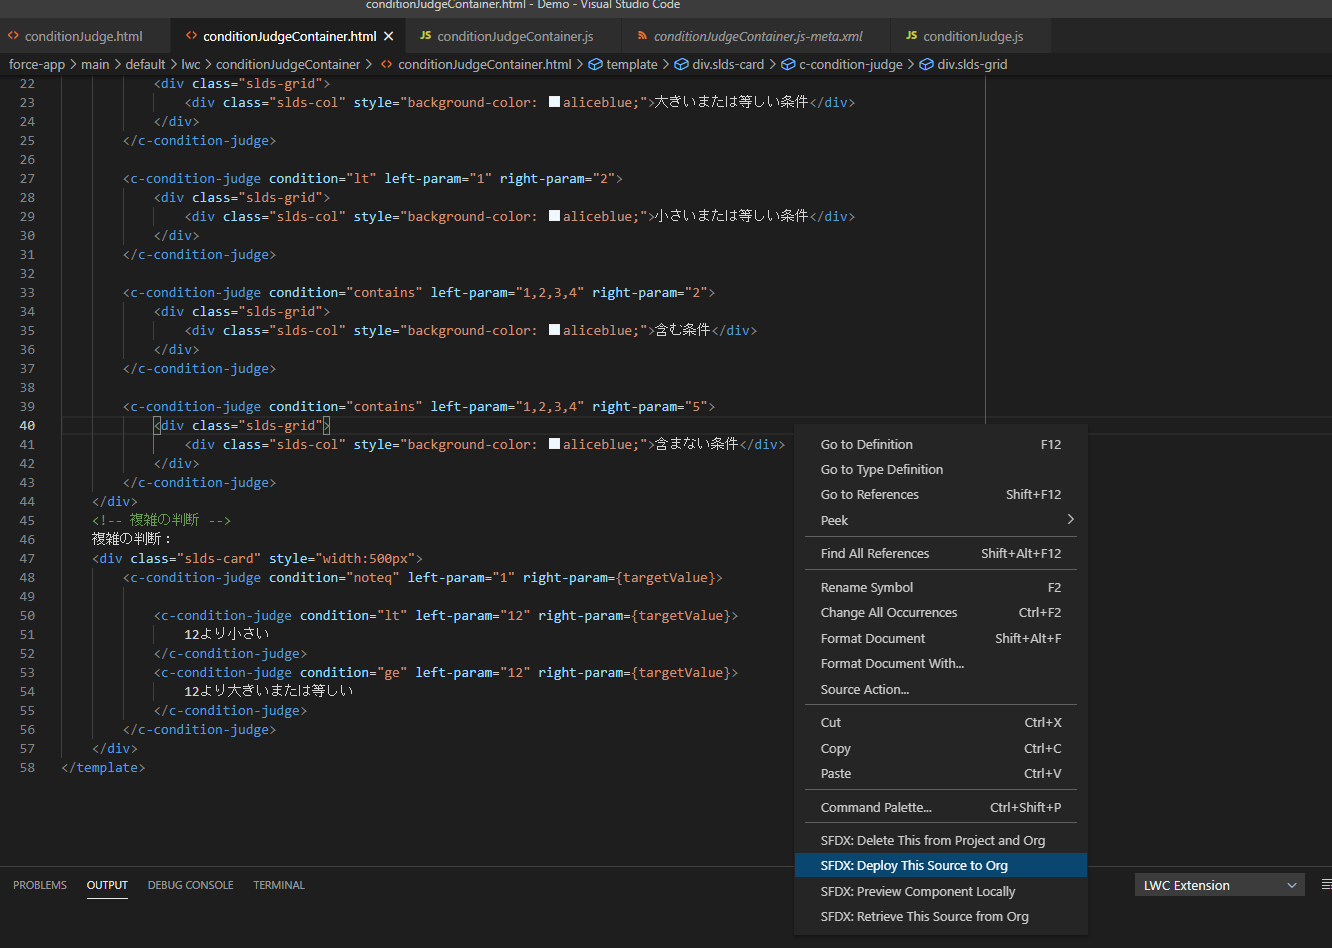 conditionJudgeContainer.html - Demo - Visual Studio Code
conditionJudge.html conditionJudgeContainer.html JS conditionJudgeContainer.js conditionJudgeContainer.js-meta.xml JS conditionJudge.js
force-app > main > default > lwc > conditionJudgeContainer > conditionJudgeContainer.html > template > div.slds-card > c-condition-judge > div.slds-grid
22 <div class="slds-grid">
23 <div class="slds-col" style="background-color: aliceblue;">大きいまたは等しい条件</div>
24 </div>
25 </c-condition-judge>
26
27 <c-condition-judge condition="lt" left-param="1" right-param="2">
28 <div class="slds-grid">
29 <div class="slds-col" style="background-color: aliceblue;">小さいまたは等しい条件</div>
30 </div>
31 </c-condition-judge>
32
33 <c-condition-judge condition="contains" left-param="1,2,3,4" right-param="2">
34 <div class="slds-grid">
35 <div class="slds-col" style="background-color: aliceblue;">含む条件</div>
36 </div>
37 </c-condition-judge>
38
39 <c-condition-judge condition="contains" left-param="1,2,3,4" right-param="5">
40 <div class="slds-grid">
41 <div class="slds-col" style="background-color: aliceblue;">含まない条件</div>
42 </div>
43 </c-condition-judge>
44 </div>
45 <!-- 複雑の判断 -->
46 複雑の判断：
47 <div class="slds-card" style="width:500px">
48 <c-condition-judge condition="noteq" left-param="1" right-param={targetValue}>
49
50 <c-condition-judge condition="lt" left-param="12" right-param={targetValue}>
51 12より小さい
52 </c-condition-judge>
53 <c-condition-judge condition="ge" left-param="12" right-param={targetValue}>
54 12より大きいまたは等しい
55 </c-condition-judge>
56 </c-condition-judge>
57 </div>
58 </template>
Go to Definition F12
Go to Type Definition
Go to References Shift+F12
Peek
Find All References Shift+Alt+F12
Rename Symbol F2
Change All Occurrences Ctrl+F2
Format Document Shift+Alt+F
Format Document With...
Source Action...
Cut Ctrl+X
Copy Ctrl+C
Paste Ctrl+V
Command Palette... Ctrl+Shift+P
SFDX: Delete This from Project and Org
SFDX: Deploy This Source to Org
SFDX: Preview Component Locally
SFDX: Retrieve This Source from Org
PROBLEMS OUTPUT DEBUG CONSOLE TERMINAL LWC Extension